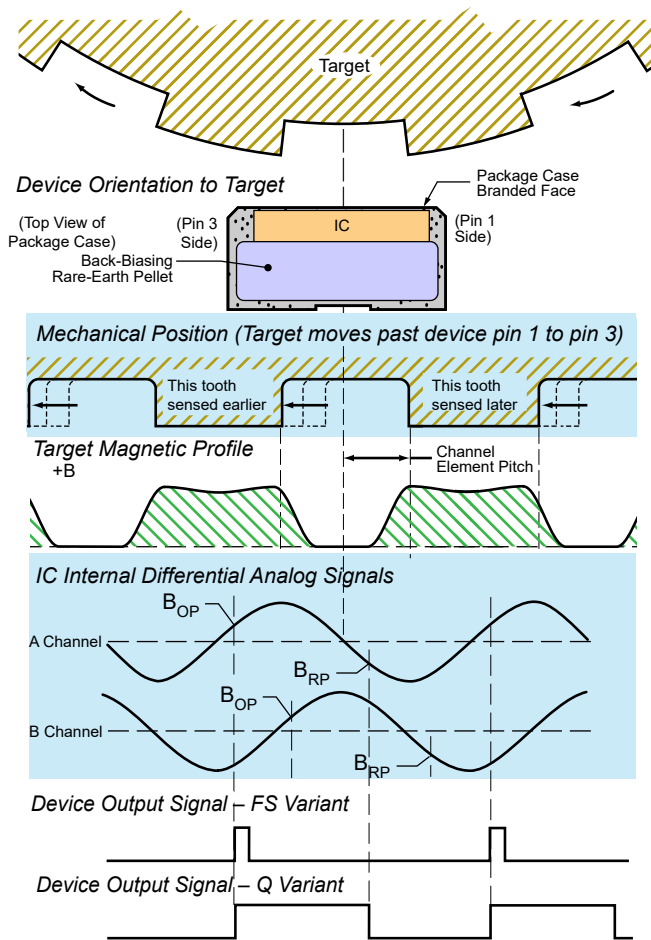 Target
Device Orientation to Target
Package Case
Branded Face
(Top View of
Package Case)
(Pin 3
Side)
IC
(Pin 1
Side)
Back-Biasing
Rare-Earth Pellet
Mechanical Position (Target moves past device pin 1 to pin 3)
This tooth
sensed earlier
This tooth
sensed later
Target Magnetic Profile
+B
Channel
Element Pitch
IC Internal Differential Analog Signals
BOP
A Channel
BRP
BOP
B Channel
BRP
Device Output Signal – FS Variant
Device Output Signal – Q Variant